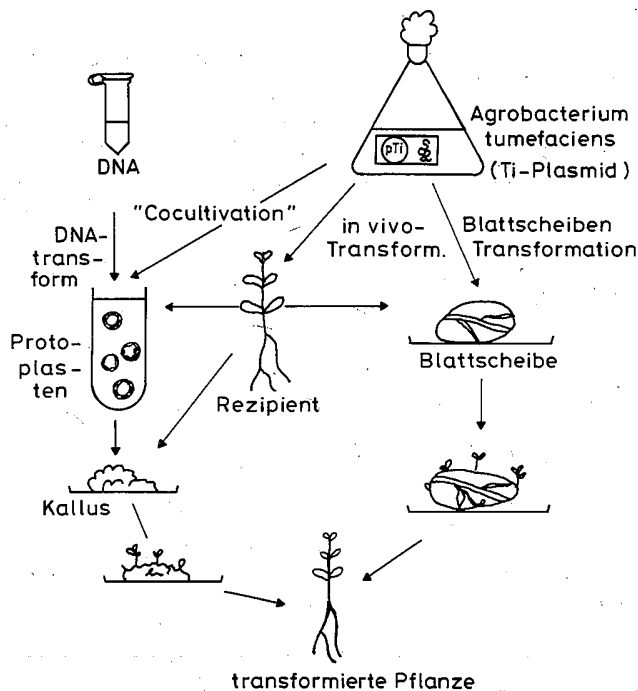 DNA
Agrobacterium
tumefaciens
(Ti-Plasmid)
pTi
"Cocultivation"
DNA-
trans-
form
in vivo-
Transform.
Blattscheiben
Transformation
Proto-
plas-
ten
Rezipient
Blattscheibe
Kallus
transformierte Pflanze